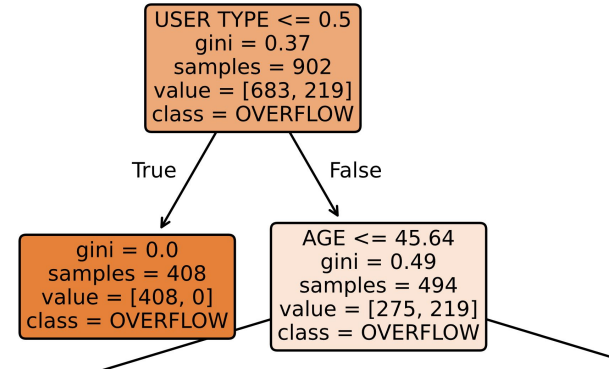 USER TYPE <= 0.5
gini = 0.37
samples = 902
value = [683, 219]
class = OVERFLOW
True
False
gini = 0.0
samples = 408
value = [408, 0]
class = OVERFLOW
AGE <= 45.64
gini = 0.49
samples = 494
value = [275, 219]
class = OVERFLOW